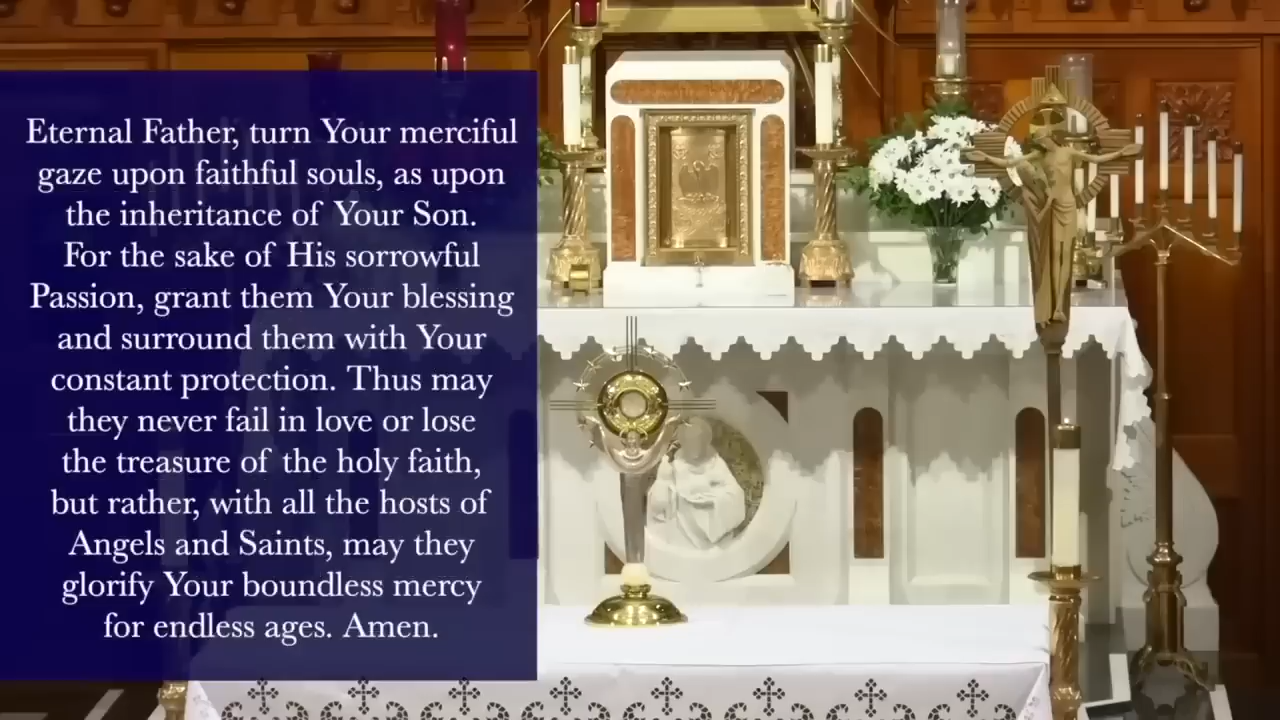 Eternal Father, turn Your merciful
gaze upon faithful souls, as upon
the inheritance of Your Son.
For the sake of His sorrowful
Passion, grant them Your blessing
and surround them with Your
constant protection. Thus may
they never fail in love or lose
the treasure of the holy faith,
but rather, with all the hosts of
Angels and Saints, may they
glorify Your boundless mercy
for endless ages. Amen.